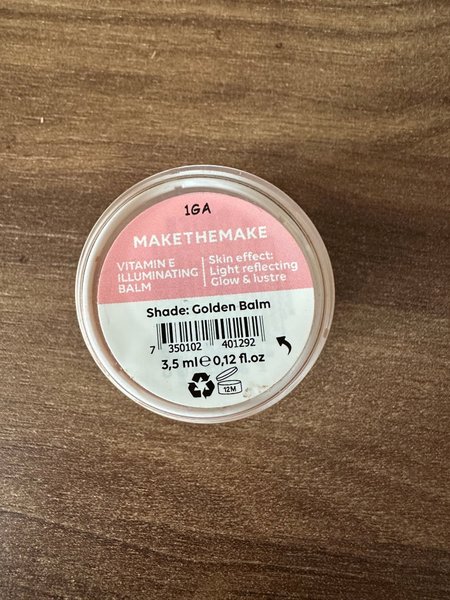 1GA
MAKETHEMAKE
VITAMIN E
ILLUMINATING
BALM
Skin effect:
Light reflecting
Glow & lustre
Shade: Golden Balm
7 350102 401292
3,5 ml ℮ 0,12 fl.oz
12M